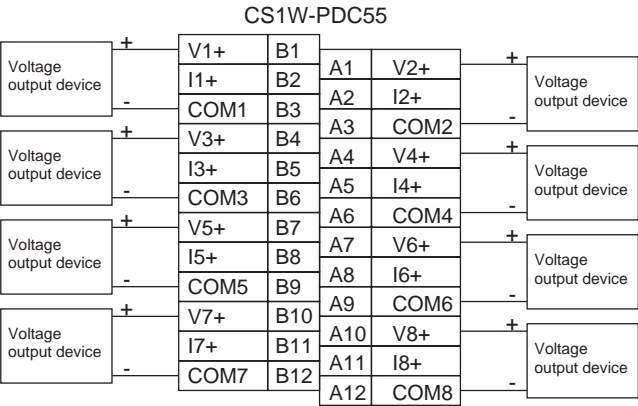 CS1W-PDC55
Voltage
output device
+
-
Voltage
output device
+
-
Voltage
output device
+
-
Voltage
output device
+
-
V1+ B1
I1+ B2
COM1 B3
V3+ B4
I3+ B5
COM3 B6
V5+ B7
I5+ B8
COM5 B9
V7+ B10
I7+ B11
COM7 B12
A1 V2+
A2 I2+
A3 COM2
A4 V4+
A5 I4+
A6 COM4
A7 V6+
A8 I6+
A9 COM6
A10 V8+
A11 I8+
A12 COM8
+
-
Voltage
output device
+
-
Voltage
output device
+
-
Voltage
output device
+
-
Voltage
output device